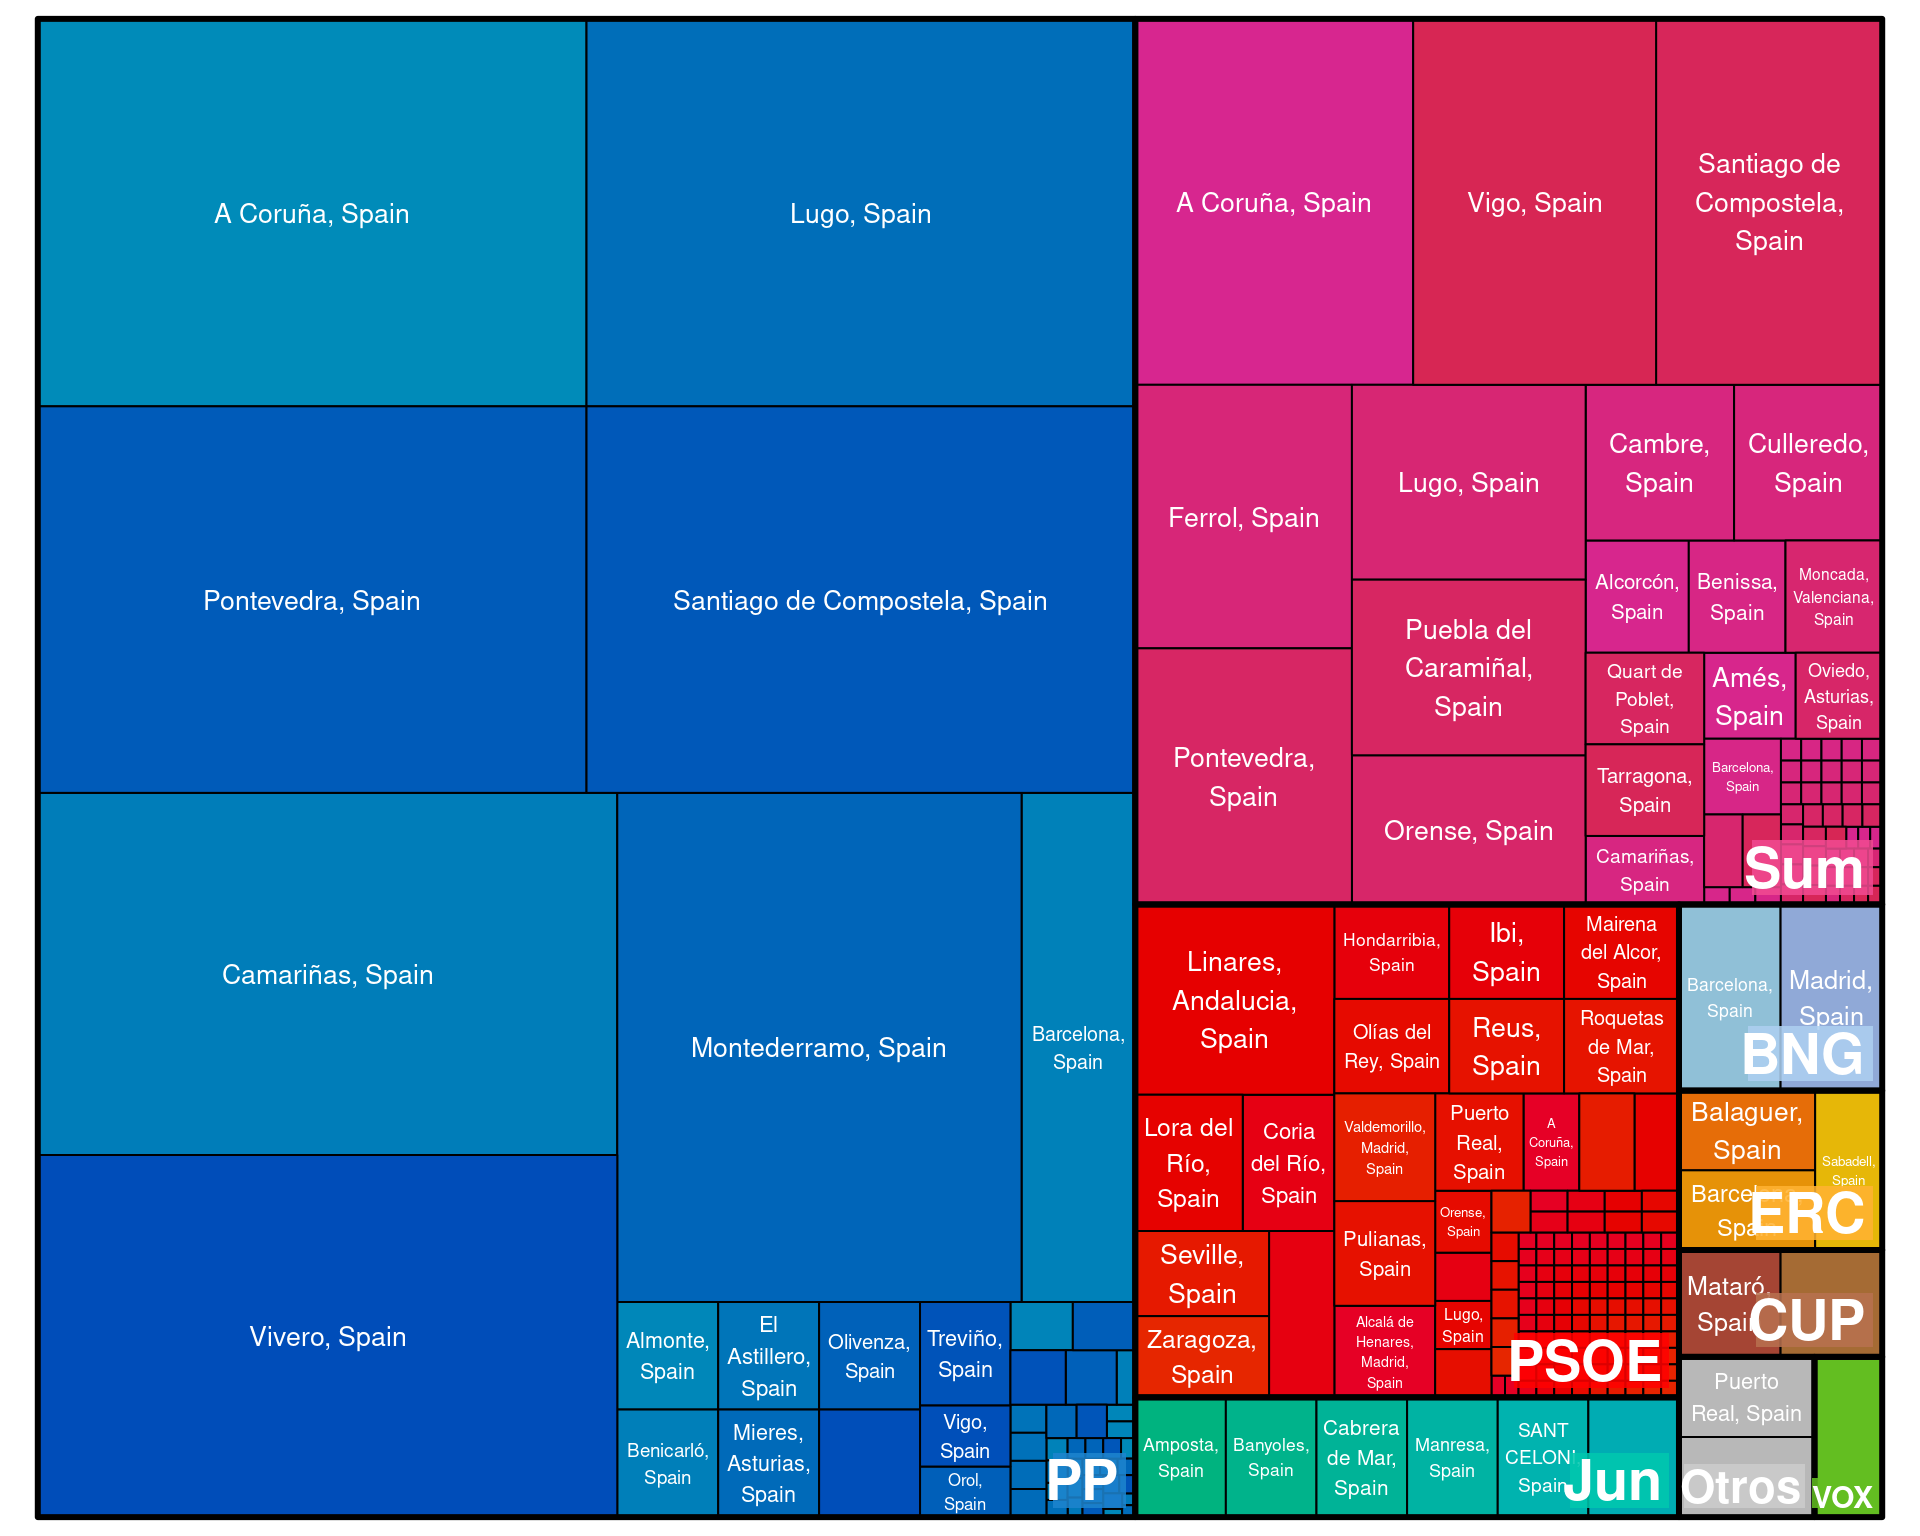 A Coruña, Spain
Lugo, Spain
Pontevedra, Spain
Santiago de Compostela, Spain
Camariñas, Spain
Vivero, Spain
Montederramo, Spain
Barcelona,
Spain
Almonte,
Spain
El
Astillero,
Spain
Olivenza,
Spain
Treviño,
Spain
Benicarló,
Spain
Mieres,
Asturias,
Spain
Vigo,
Spain
Orol,
Spain
PP
A Coruña, Spain
Vigo, Spain
Santiago de
Compostela,
Spain
Ferrol, Spain
Pontevedra,
Spain
Lugo, Spain
Puebla del
Caramiñal,
Spain
Orense, Spain
Cambre,
Spain
Culleredo,
Spain
Alcorcón,
Spain
Benissa,
Spain
Moncada,
Valenciana,
Spain
Quart de
Poblet,
Spain
Amés,
Spain
Oviedo,
Asturias,
Spain
Tarragona,
Spain
Barcelona,
Spain
Camariñas,
Spain
Sum
Linares,
Andalucia,
Spain
Hondarribia,
Spain
Ibi,
Spain
Mairena
del Alcor,
Spain
Olías del
Rey, Spain
Reus,
Spain
Roquetas
de Mar,
Spain
Lora del
Río,
Spain
Coria
del Río,
Spain
Valdemorillo,
Madrid,
Spain
Puerto
Real,
Spain
A
Coruña,
Spain
Seville,
Spain
Zaragoza,
Spain
Pulianas,
Spain
Orense,
Spain
Alcalá de
Henares,
Madrid,
Spain
Lugo,
Spain
PSOE
Barcelona,
Spain
Madrid,
Spain
BNG
Balaguer,
Spain
Barcelona,
Spain
Sabadell,
Spain
ERC
Mataró,
Spain
CUP
Amposta,
Spain
Banyoles,
Spain
Cabrera
de Mar,
Spain
Manresa,
Spain
SANT
CELONI
Spain
Jun
Puerto
Real, Spain
Otros
VOX